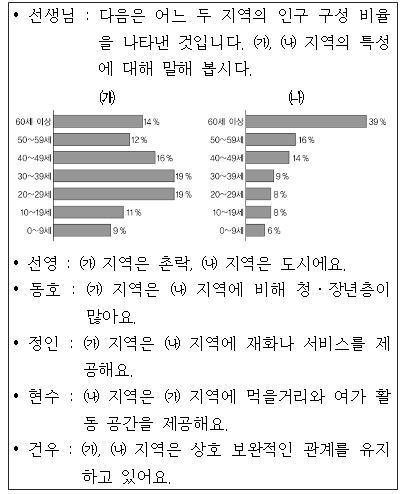 • 선생님 : 다음은 어느 두 지역의 인구 구성 비율
을 나타낸 것입니다. ㈎, ㈏ 지역의 특성
에 대해 말해 봅시다.
㈎
60세 이상 14 %
50~59세 12 %
40~49세 16 %
30~39세 19 %
20~29세 19 %
10~19세 11 %
0~9세 9 %
㈏
60세 이상 39 %
50~59세 16 %
40~49세 14 %
30~39세 9 %
20~29세 8 %
10~19세 8 %
0~9세 6 %
• 선영 : ㈎ 지역은 촌락, ㈏ 지역은 도시에요.
• 동호 : ㈎ 지역은 ㈏ 지역에 비해 청·장년층이
많아요.
• 정인 : ㈎ 지역은 ㈏ 지역에 재화나 서비스를 제
공해요.
• 현수 : ㈏ 지역은 ㈎ 지역에 먹을거리와 여가 활
동 공간을 제공해요.
• 건우 : ㈎, ㈏ 지역은 상호 보완적인 관계를 유지
하고 있어요.